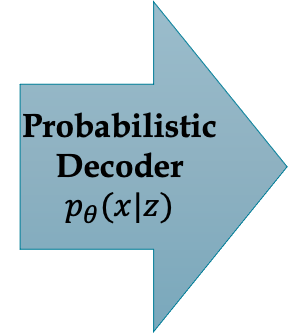 Probabilistic
Decoder
𝑝𝜃(𝑥|𝑧)